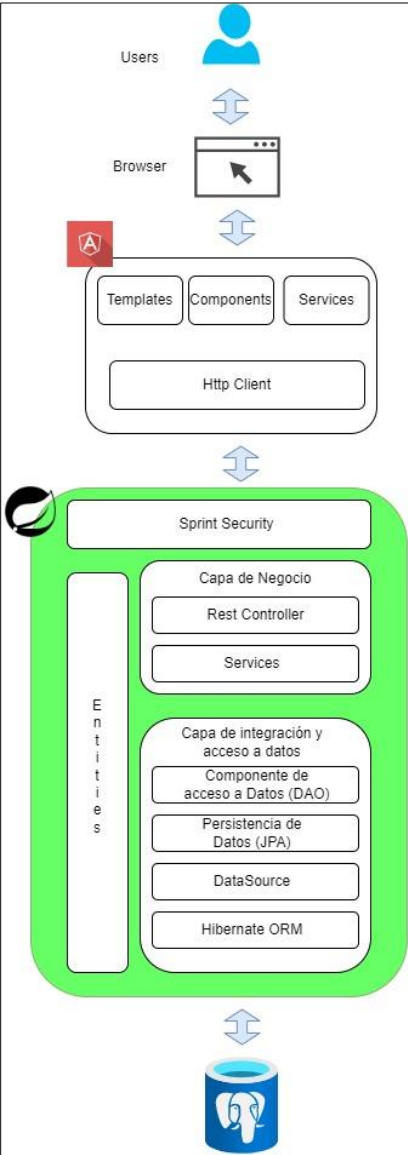 Users
Browser
Templates
Components
Services
Http Client
Sprint Security
Entities
Capa de Negocio
Rest Controller
Services
Capa de integración y
acceso a datos
Componente de
acceso a Datos (DAO)
Persistencia de
Datos (JPA)
DataSource
Hibernate ORM